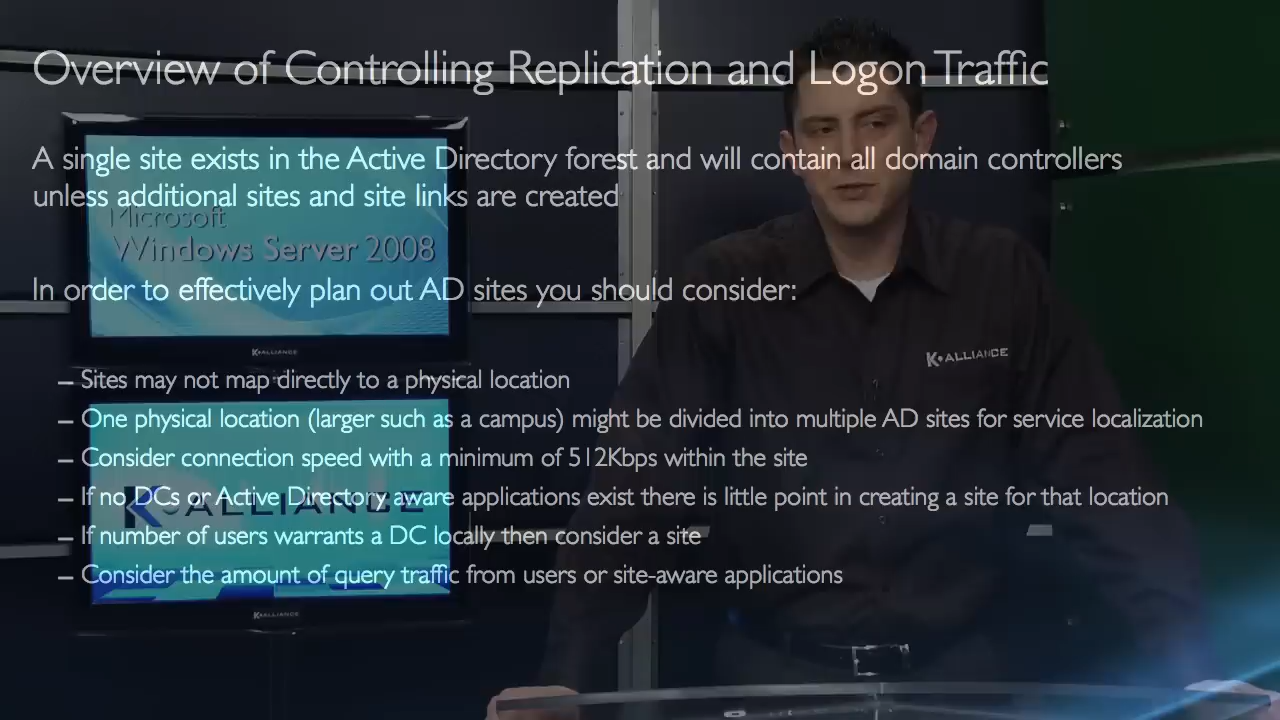 Overview of Controlling Replication and Logon Traffic
A single site exists in the Active Directory forest and will contain all domain controllers
unless additional sites and site links are created
Microsoft
Windows Server 2008
In order to effectively plan out AD sites you should consider:
K•ALLIANCE
K•ALLIANCE
– Sites may not map directly to a physical location
– One physical location (larger such as a campus) might be divided into multiple AD sites for service localization
– Consider connection speed with a minimum of 512Kbps within the site
– If no DCs or Active Directory aware applications exist there is little point in creating a site for that location
K•ALLIANCE
– If number of users warrants a DC locally then consider a site
– Consider the amount of query traffic from users or site-aware applications
K•ALLIANCE